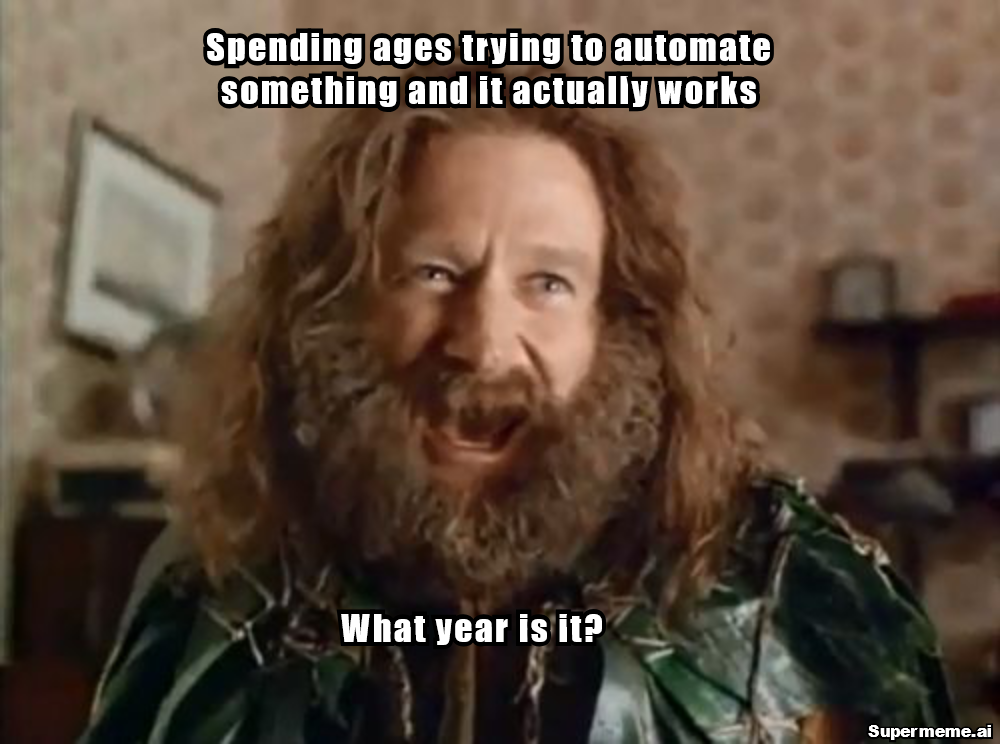 Spending ages trying to automate
something and it actually works
What year is it?
Supermeme.ai